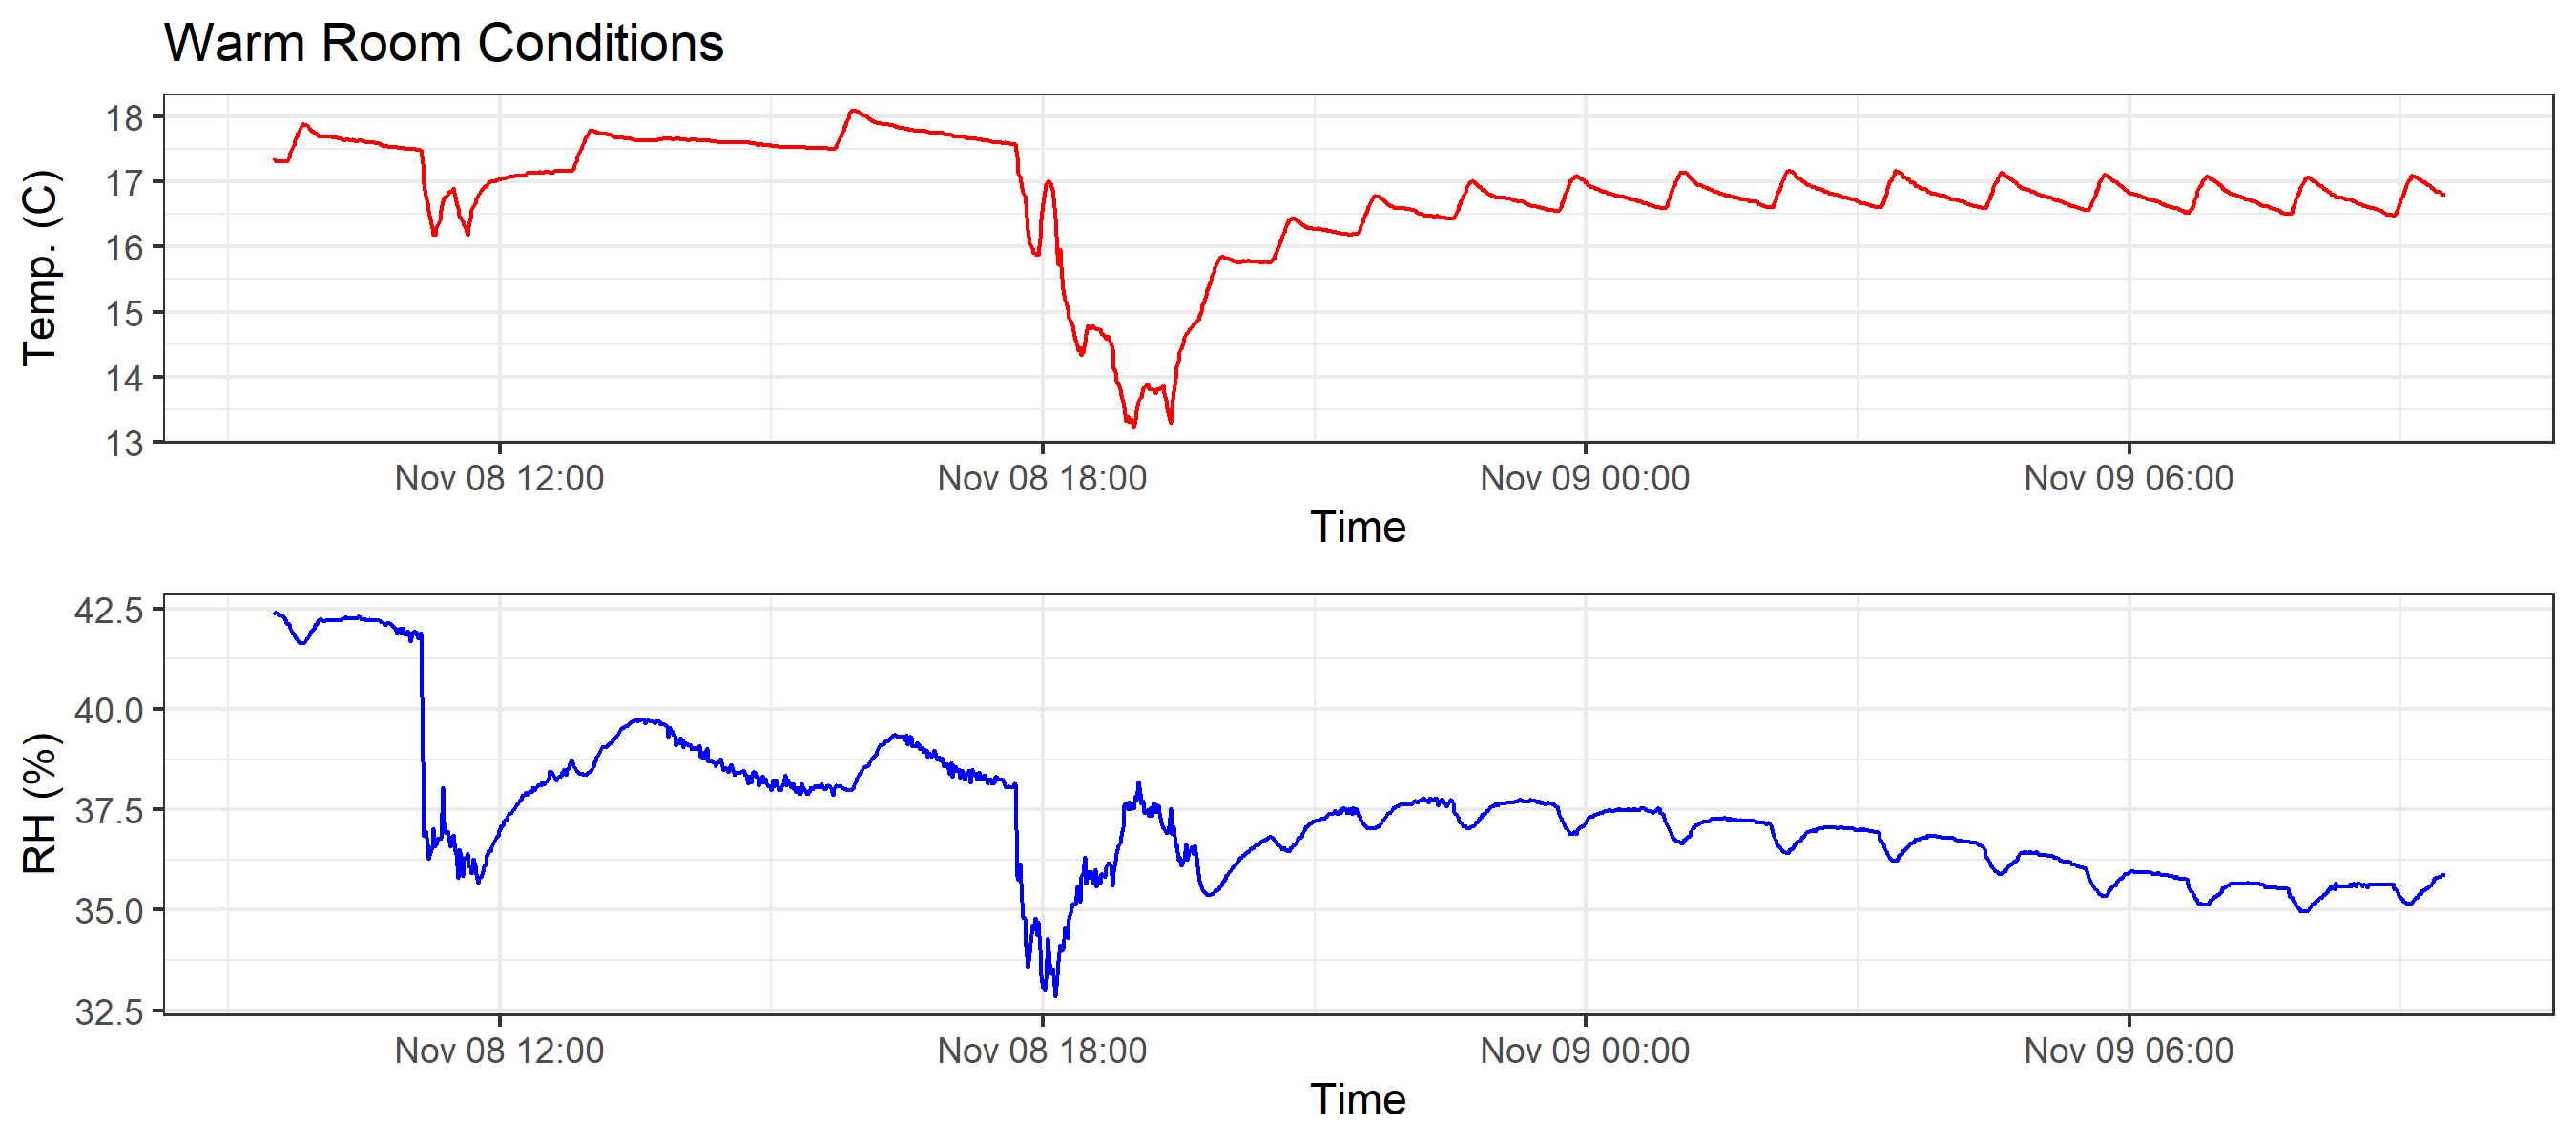 Warm Room Conditions
18
17
16
15
14
13
Temp. (C)
Nov 08 12:00 Nov 08 18:00 Nov 09 00:00 Nov 09 06:00
Time
42.5
40.0
37.5
35.0
32.5
RH (%)
Nov 08 12:00 Nov 08 18:00 Nov 09 00:00 Nov 09 06:00
Time